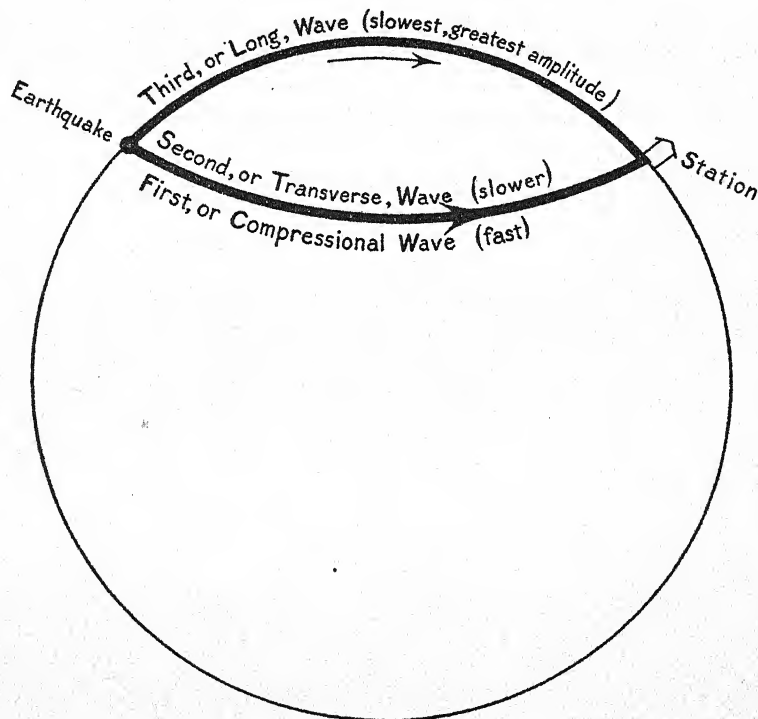 Third, or Long, Wave (slowest, greatest amplitude)
Earthquake
Second, or Transverse, Wave (slower)
First, or Compressional Wave (fast)
Station